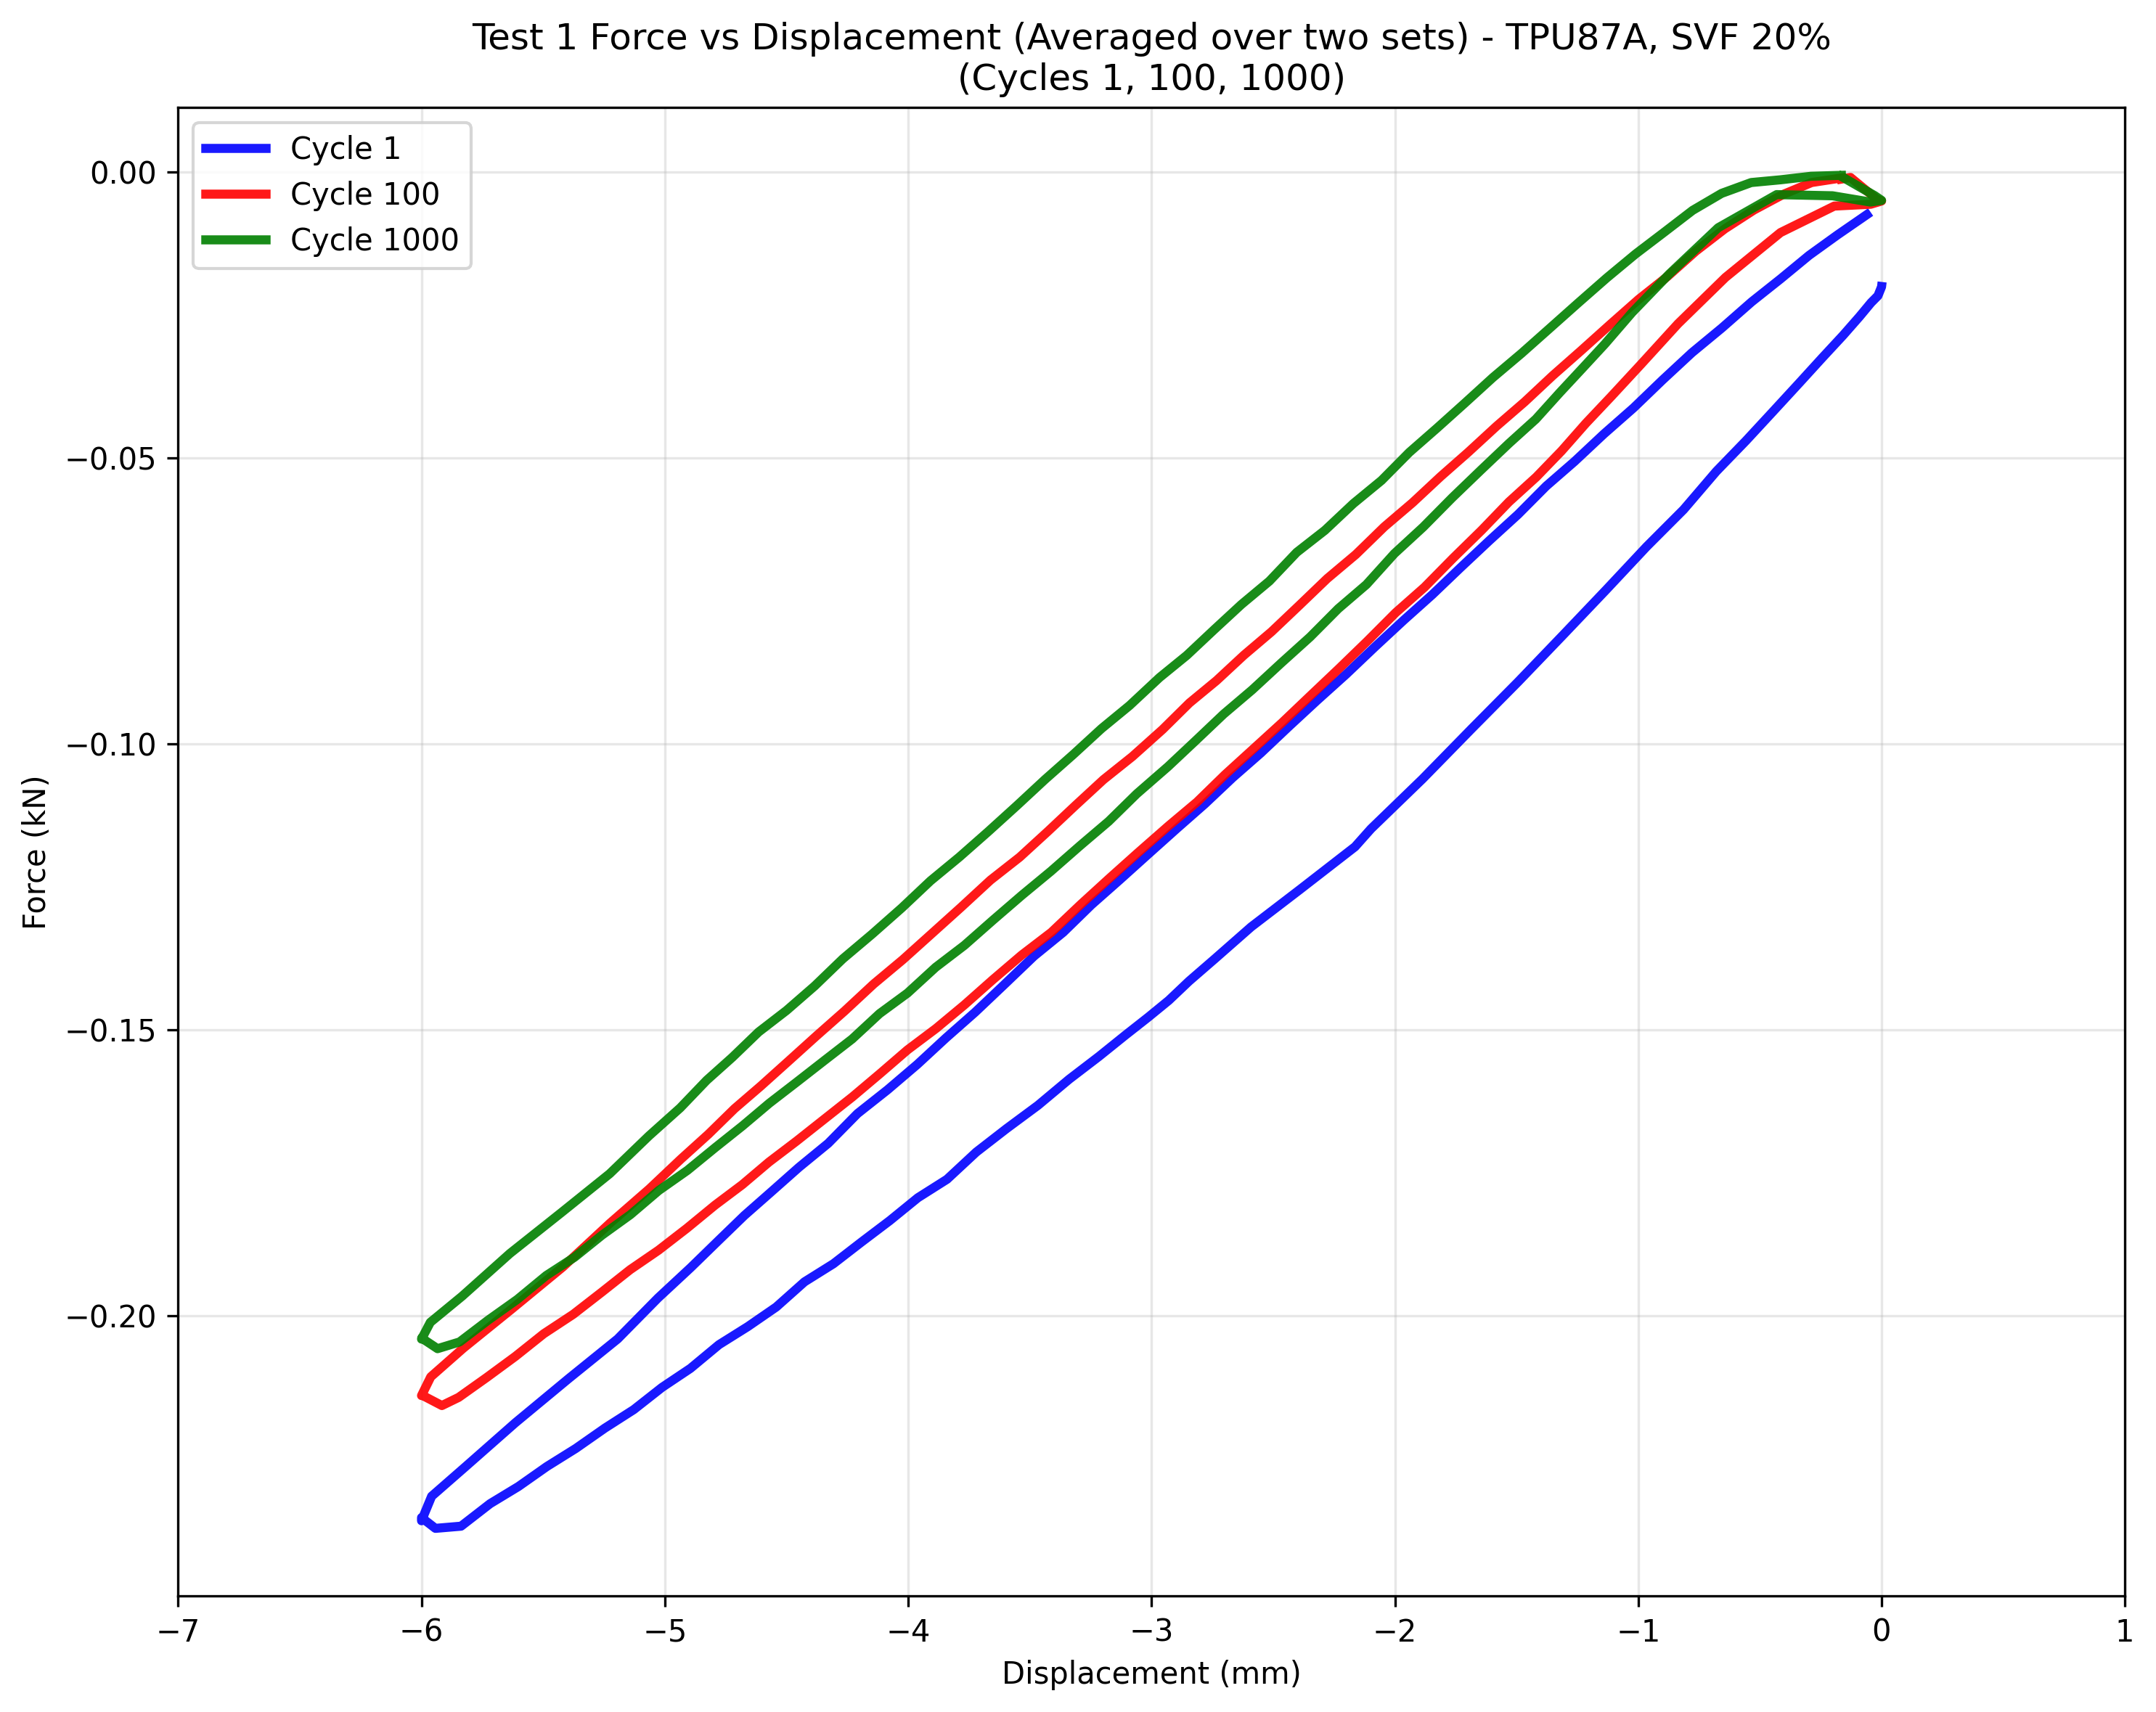 Test 1 Force vs Displacement (Averaged over two sets) - TPU87A, SVF 20%
(Cycles 1, 100, 1000)
Cycle 1
Cycle 100
Cycle 1000
0.00
−0.05
−0.10
−0.15
−0.20
Force (kN)
−7 −6 −5 −4 −3 −2 −1 0 1
Displacement (mm)